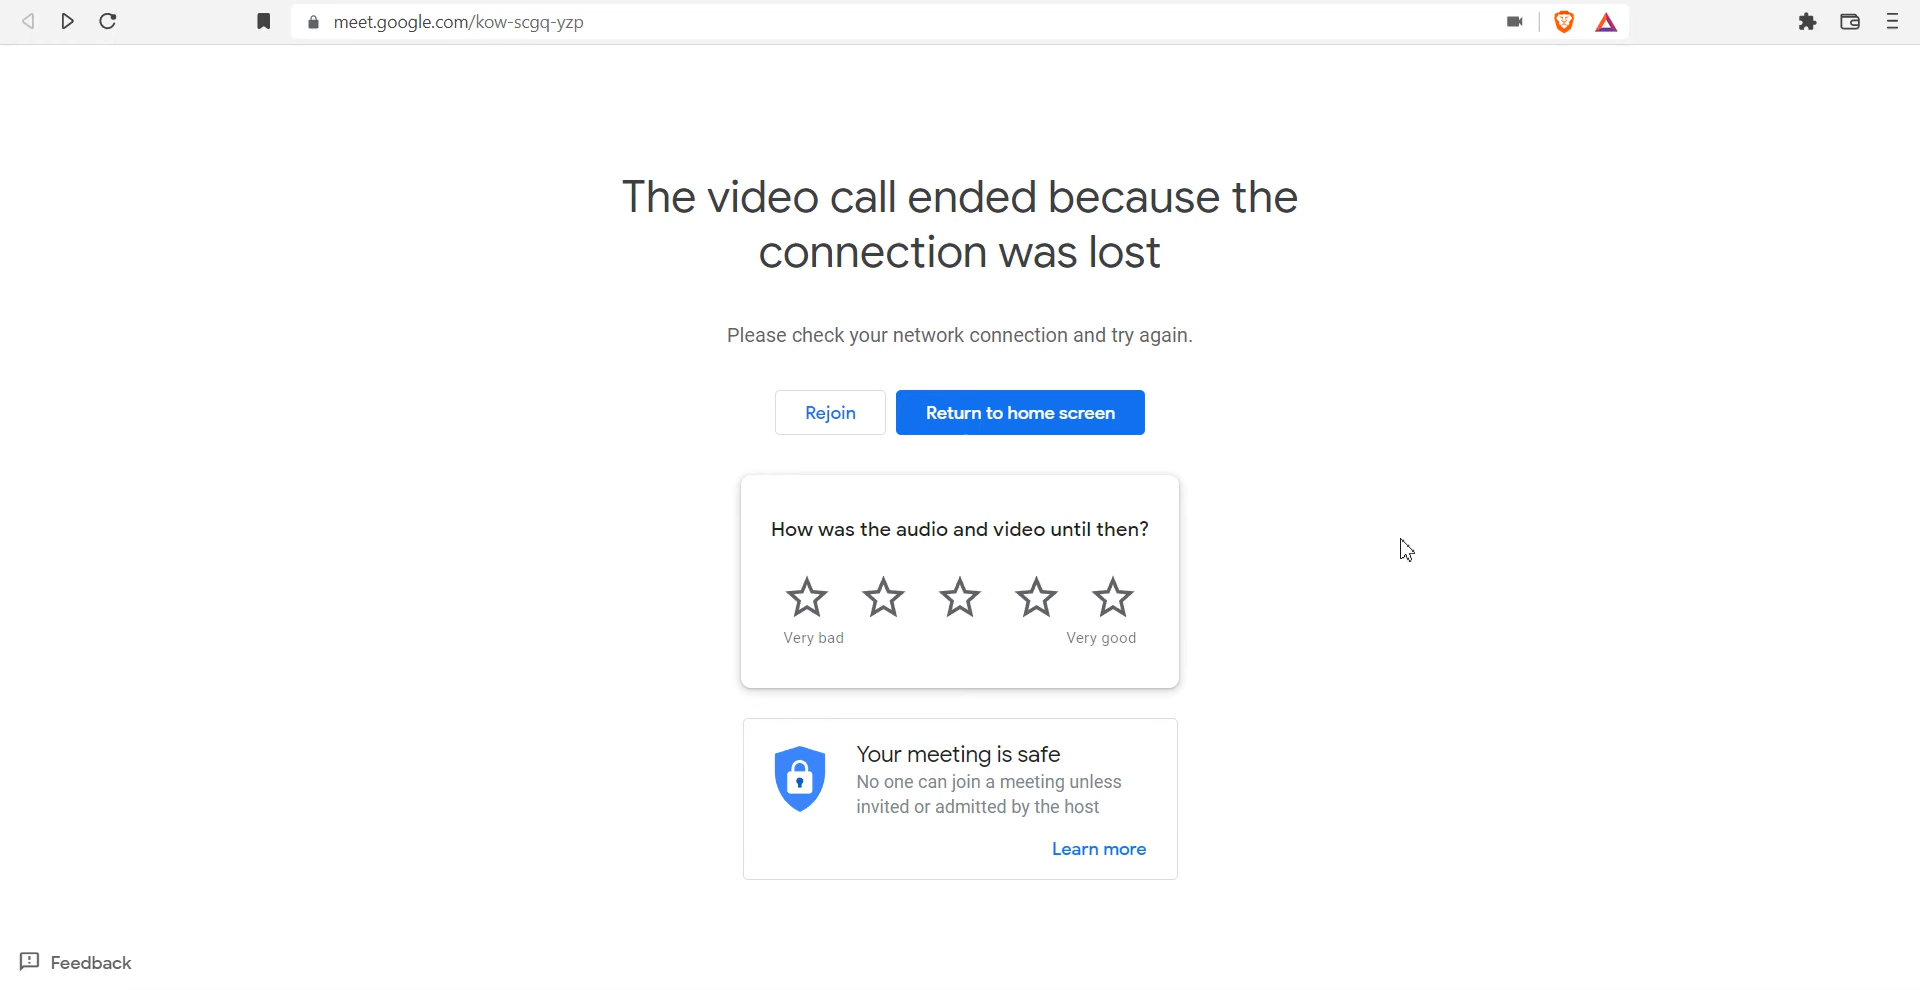 meet.google.com/kow-scgq-yzp
The video call ended because the
connection was lost
Please check your network connection and try again.
Rejoin
Return to home screen
How was the audio and video until then?
Very bad
Very good
Your meeting is safe
No one can join a meeting unless
invited or admitted by the host
Learn more
Feedback